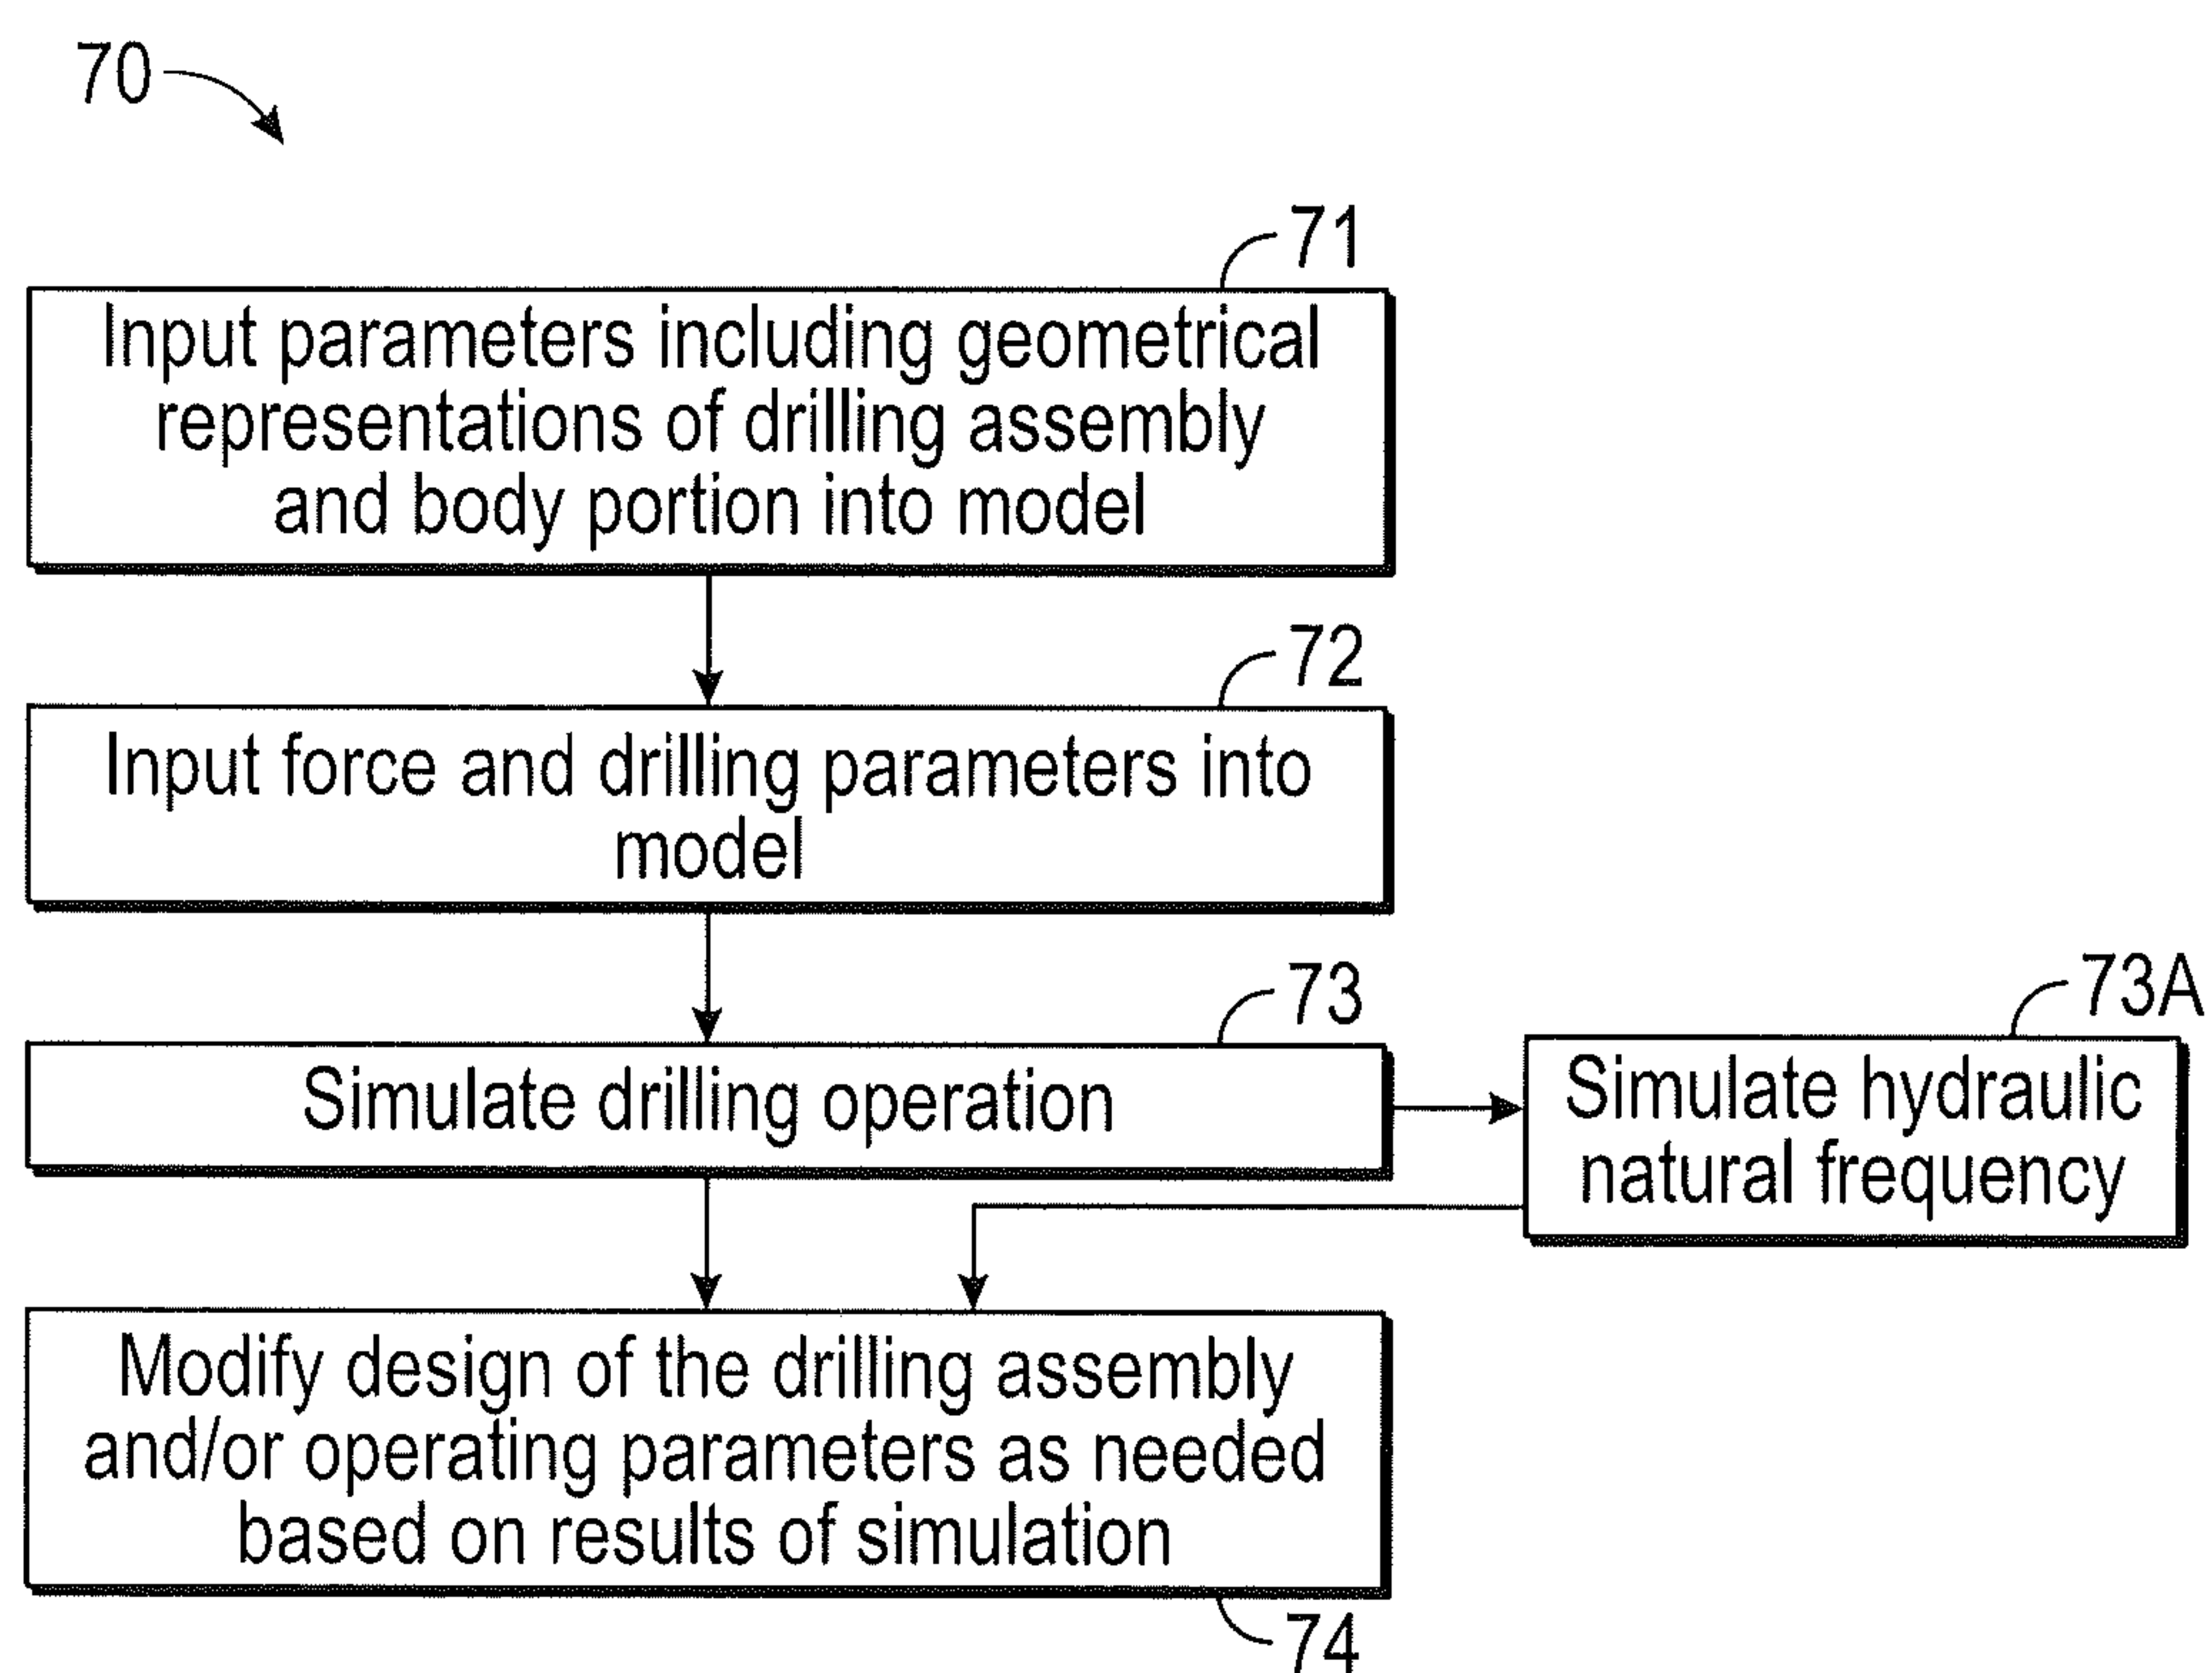 70
71
Input parameters including geometrical
representations of drilling assembly
and body portion into model
72
Input force and drilling parameters into
model
73
Simulate drilling operation
73A
Simulate hydraulic
natural frequency
Modify design of the drilling assembly
and/or operating parameters as needed
based on results of simulation
74